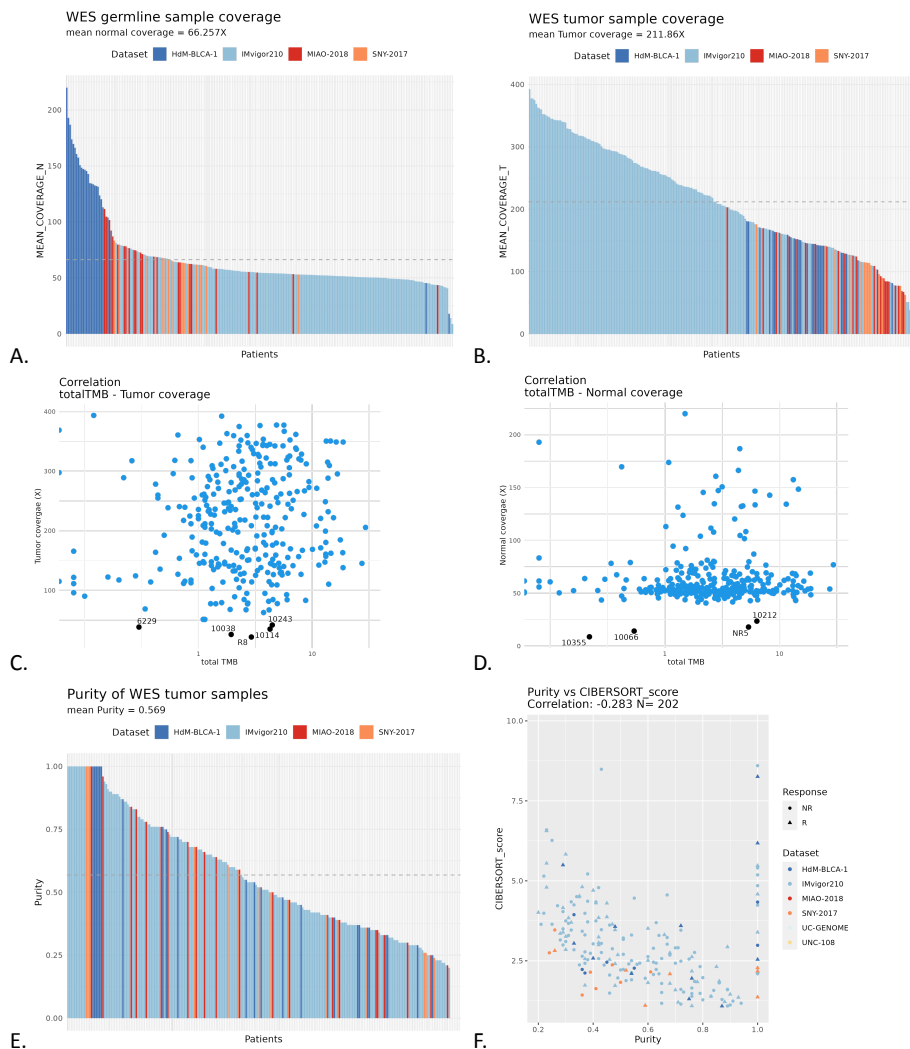 WES germline sample coverage
mean normal coverage = 66.257X
Dataset HdM-BLCA-1 IMvigor210 MIAO-2018 SNY-2017
MEAN_COVERAGE_N
200
150
100
50
0
Patients
A.
WES tumor sample coverage
mean Tumor coverage = 211.86X
Dataset HdM-BLCA-1 IMvigor210 MIAO-2018 SNY-2017
MEAN_COVERAGE_T
400
300
200
100
0
Patients
B.
Correlation
totalTMB - Tumor coverage
Tumor covergae (X)
400
300
200
100
6229
10038
R8
10114
10243
1
10
total TMB
C.
Correlation
totalTMB - Normal coverage
Normal covergae (X)
200
150
100
50
0
10355
10066
NR5
10212
1
10
total TMB
D.
Purity of WES tumor samples
mean Purity = 0.569
Dataset HdM-BLCA-1 IMvigor210 MIAO-2018 SNY-2017
Purity
1.00
0.75
0.50
0.25
0.00
Patients
E.
Purity vs CIBERSORT_score
Correlation: -0.283 N= 202
CIBERSORT_score
10.0
7.5
5.0
2.5
0.2
0.4
0.6
0.8
1.0
Purity
F.
Response
NR
R
Dataset
HdM-BLCA-1
IMvigor210
MIAO-2018
SNY-2017
UC-GENOME
UNC-108